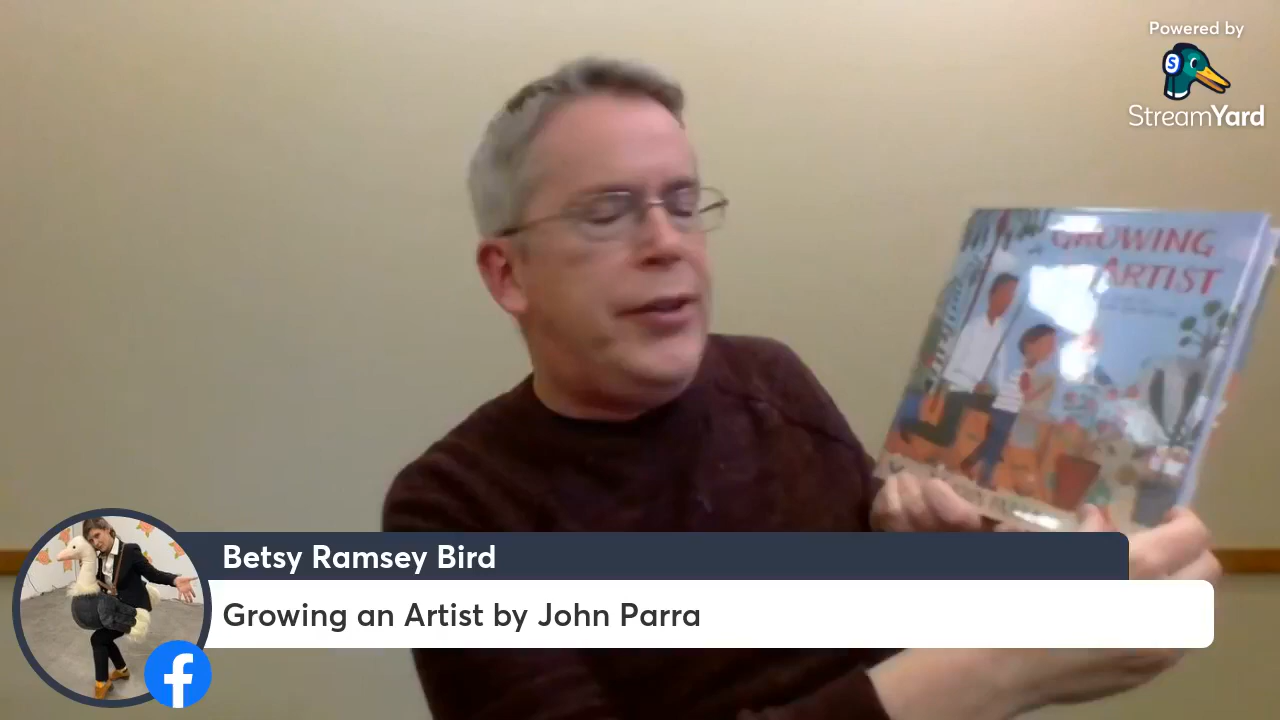 Powered by
S
StreamYard
GROWING
ARTIST
Betsy Ramsey Bird
Growing an Artist by John Parra